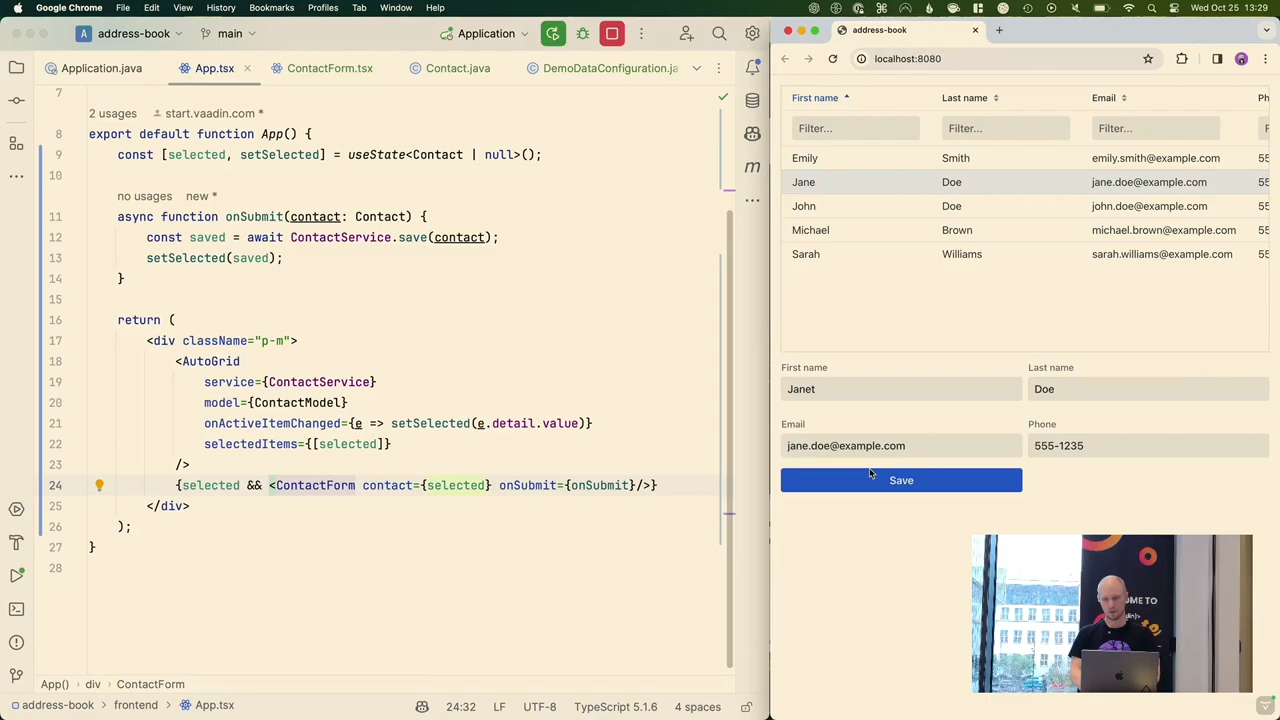 Google Chrome File Edit View History Bookmarks Profiles Tab Window Help Wed Oct 25 13:29
A address-book main Application
Application.java App.tsx ContactForm.tsx Contact.java DemoDataConfiguration.ja
7
2 usages start.vaadin.com *
8 export default function App() {
9 const [selected, setSelected] = useState<Contact | null>();
10
no usages new *
11 async function onSubmit(contact: Contact) {
12 const saved = await ContactService.save(contact);
13 setSelected(saved);
14 }
15
16 return (
17 <div className="p-m">
18 <AutoGrid
19 service={ContactService}
20 model={ContactModel}
21 onActiveItemChanged={e => setSelected(e.detail.value)}
22 selectedItems={[selected]}
23 />
24 {selected && <ContactForm contact={selected} onSubmit={onSubmit}/>}
25 </div>
26 );
27 }
28
App() div ContactForm
address-book frontend App.tsx 24:32 LF UTF-8 TypeScript 5.1.6 4 spaces
m
address-book
localhost:8080
First name Last name Email Ph
Filter... Filter... Filter... F
Emily Smith emily.smith@example.com 55
Jane Doe jane.doe@example.com 55
John Doe john.doe@example.com 55
Michael Brown michael.brown@example.com 55
Sarah Williams sarah.williams@example.com 55
First name Last name
Janet Doe
Email Phone
jane.doe@example.com 555-1235
Save
OME TO